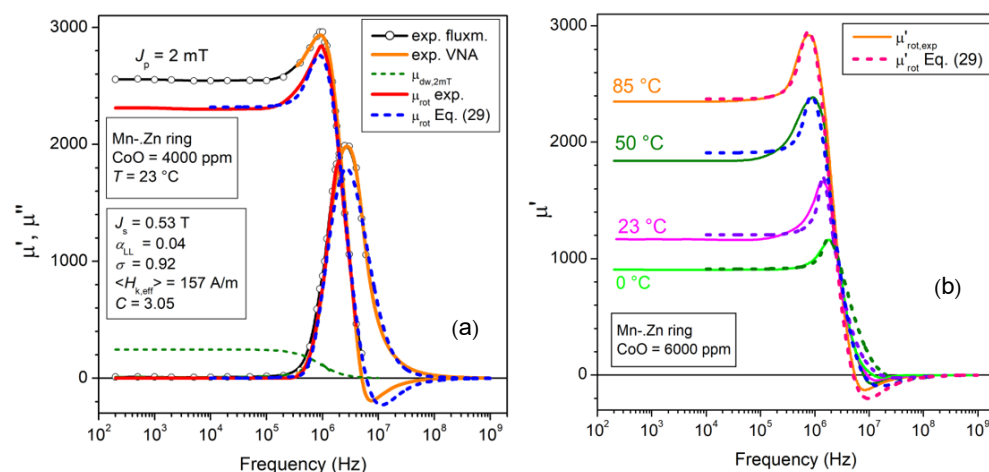 3000
2000
1000
0
μ', μ"
J_p = 2 mT
exp. fluxm.
exp. VNA
μ_dw,2mT
μ_rot exp.
μ_rot Eq. (29)
Mn-.Zn ring
CoO = 4000 ppm
T = 23 °C
J_s = 0.53 T
α_LL = 0.04
σ = 0.92
<H_k,eff> = 157 A/m
C = 3.05
(a)
10^2 10^3 10^4 10^5 10^6 10^7 10^8 10^9
Frequency (Hz)
3000
2000
1000
0
μ'
μ'_rot,exp
μ'_rot Eq. (29)
85 °C
50 °C
23 °C
0 °C
Mn-.Zn ring
CoO = 6000 ppm
(b)
10^2 10^3 10^4 10^5 10^6 10^7 10^8 10^9
Frequency (Hz)